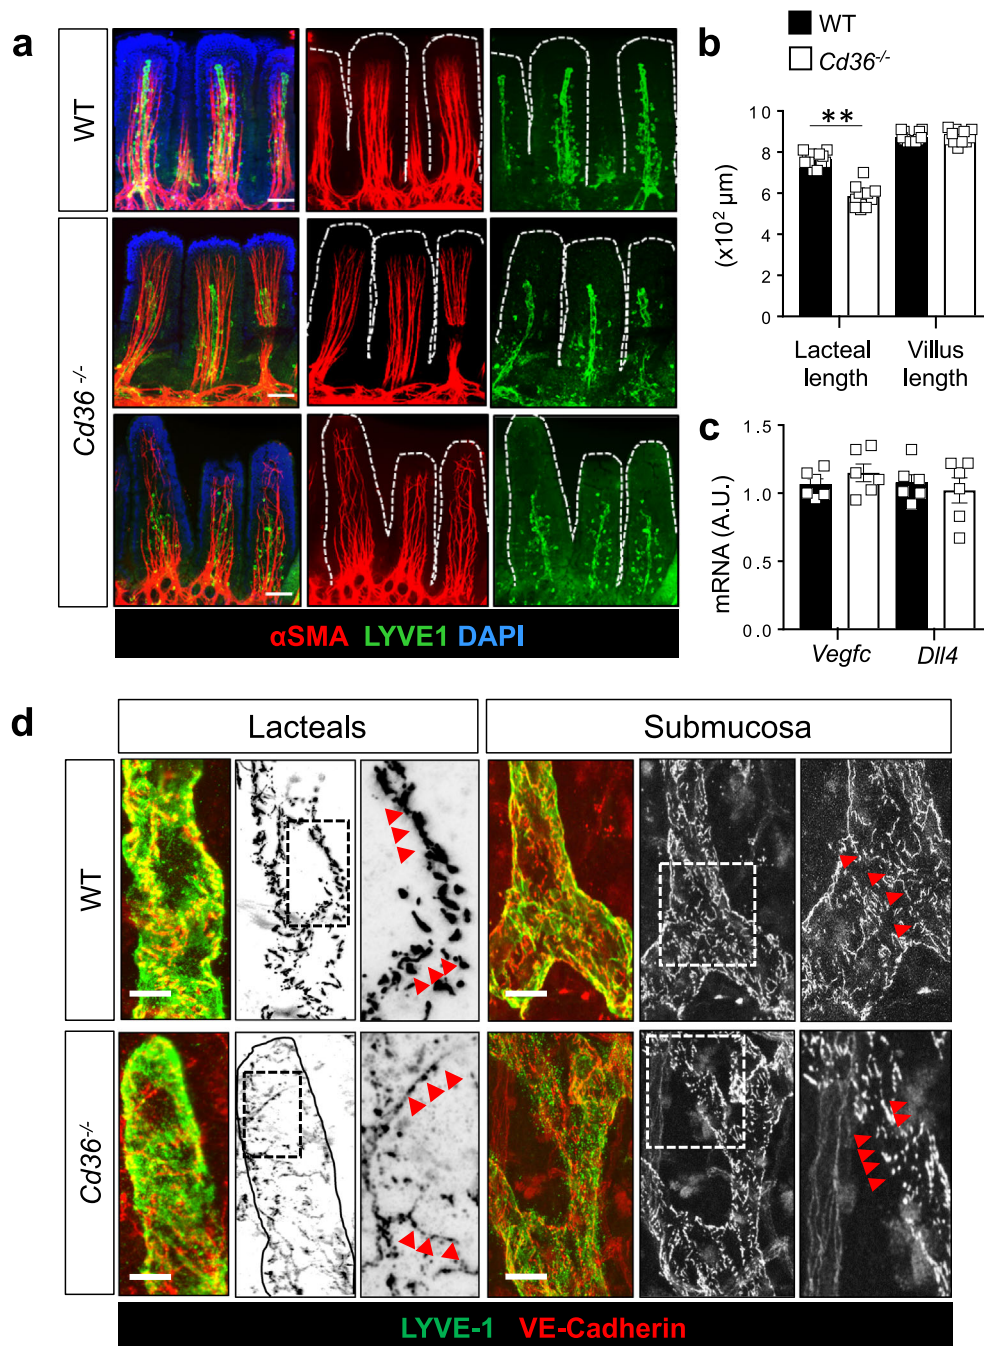 a
WT
Cd36 -/-
αSMA LYVE1 DAPI
b
WT
Cd36-/-
**
(x10² µm)
10
8
6
4
2
0
Lacteal length
Villus length
c
mRNA (A.U.)
1.5
1.0
0.5
0.0
Vegfc Dll4
d
Lacteals Submucosa
WT
Cd36-/-
LYVE-1 VE-Cadherin